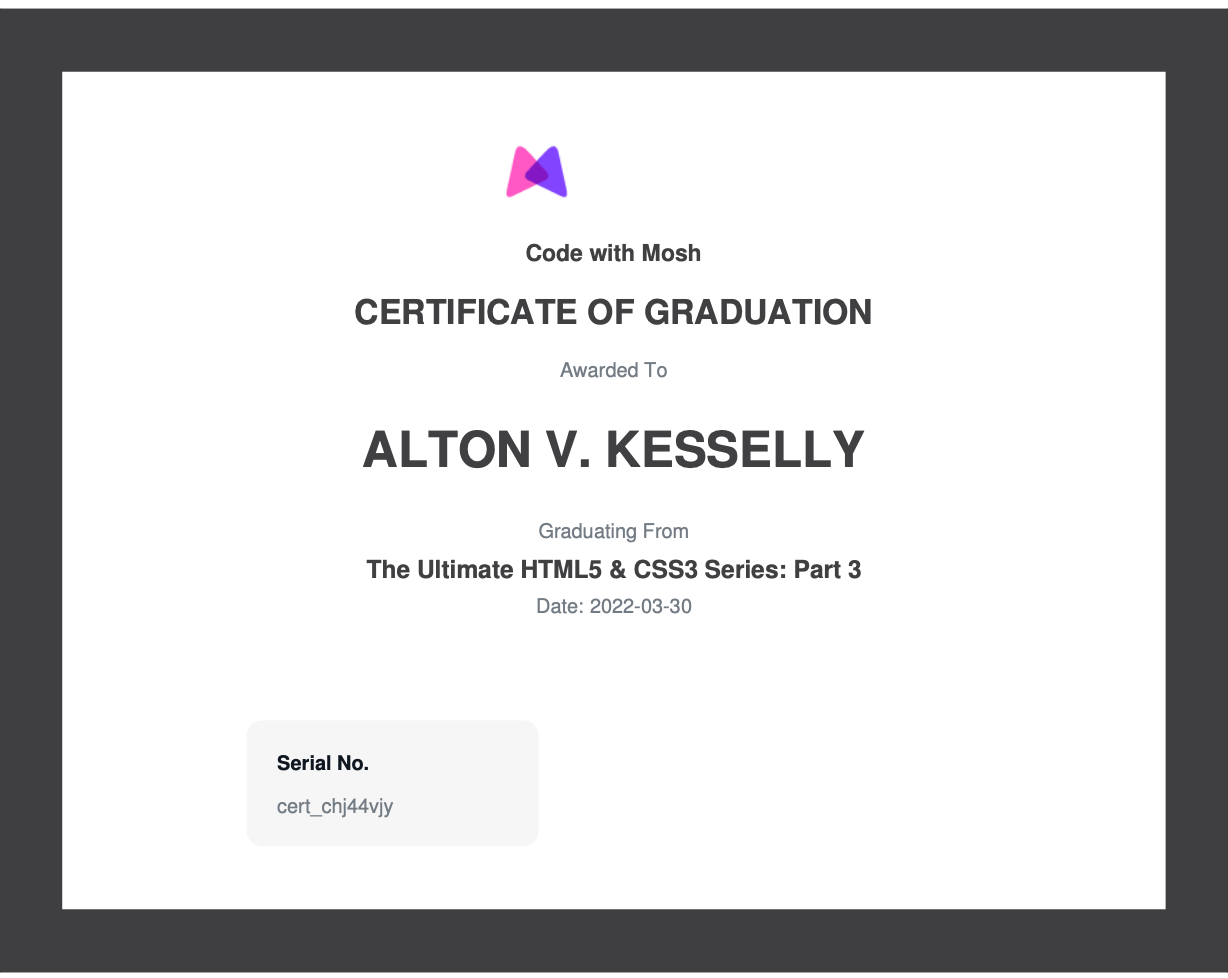 Code with Mosh
CERTIFICATE OF GRADUATION
Awarded To
ALTON V. KESSELLY
Graduating From
The Ultimate HTML5 & CSS3 Series: Part 3
Date: 2022-03-30
Serial No.
cert_chj44vjy